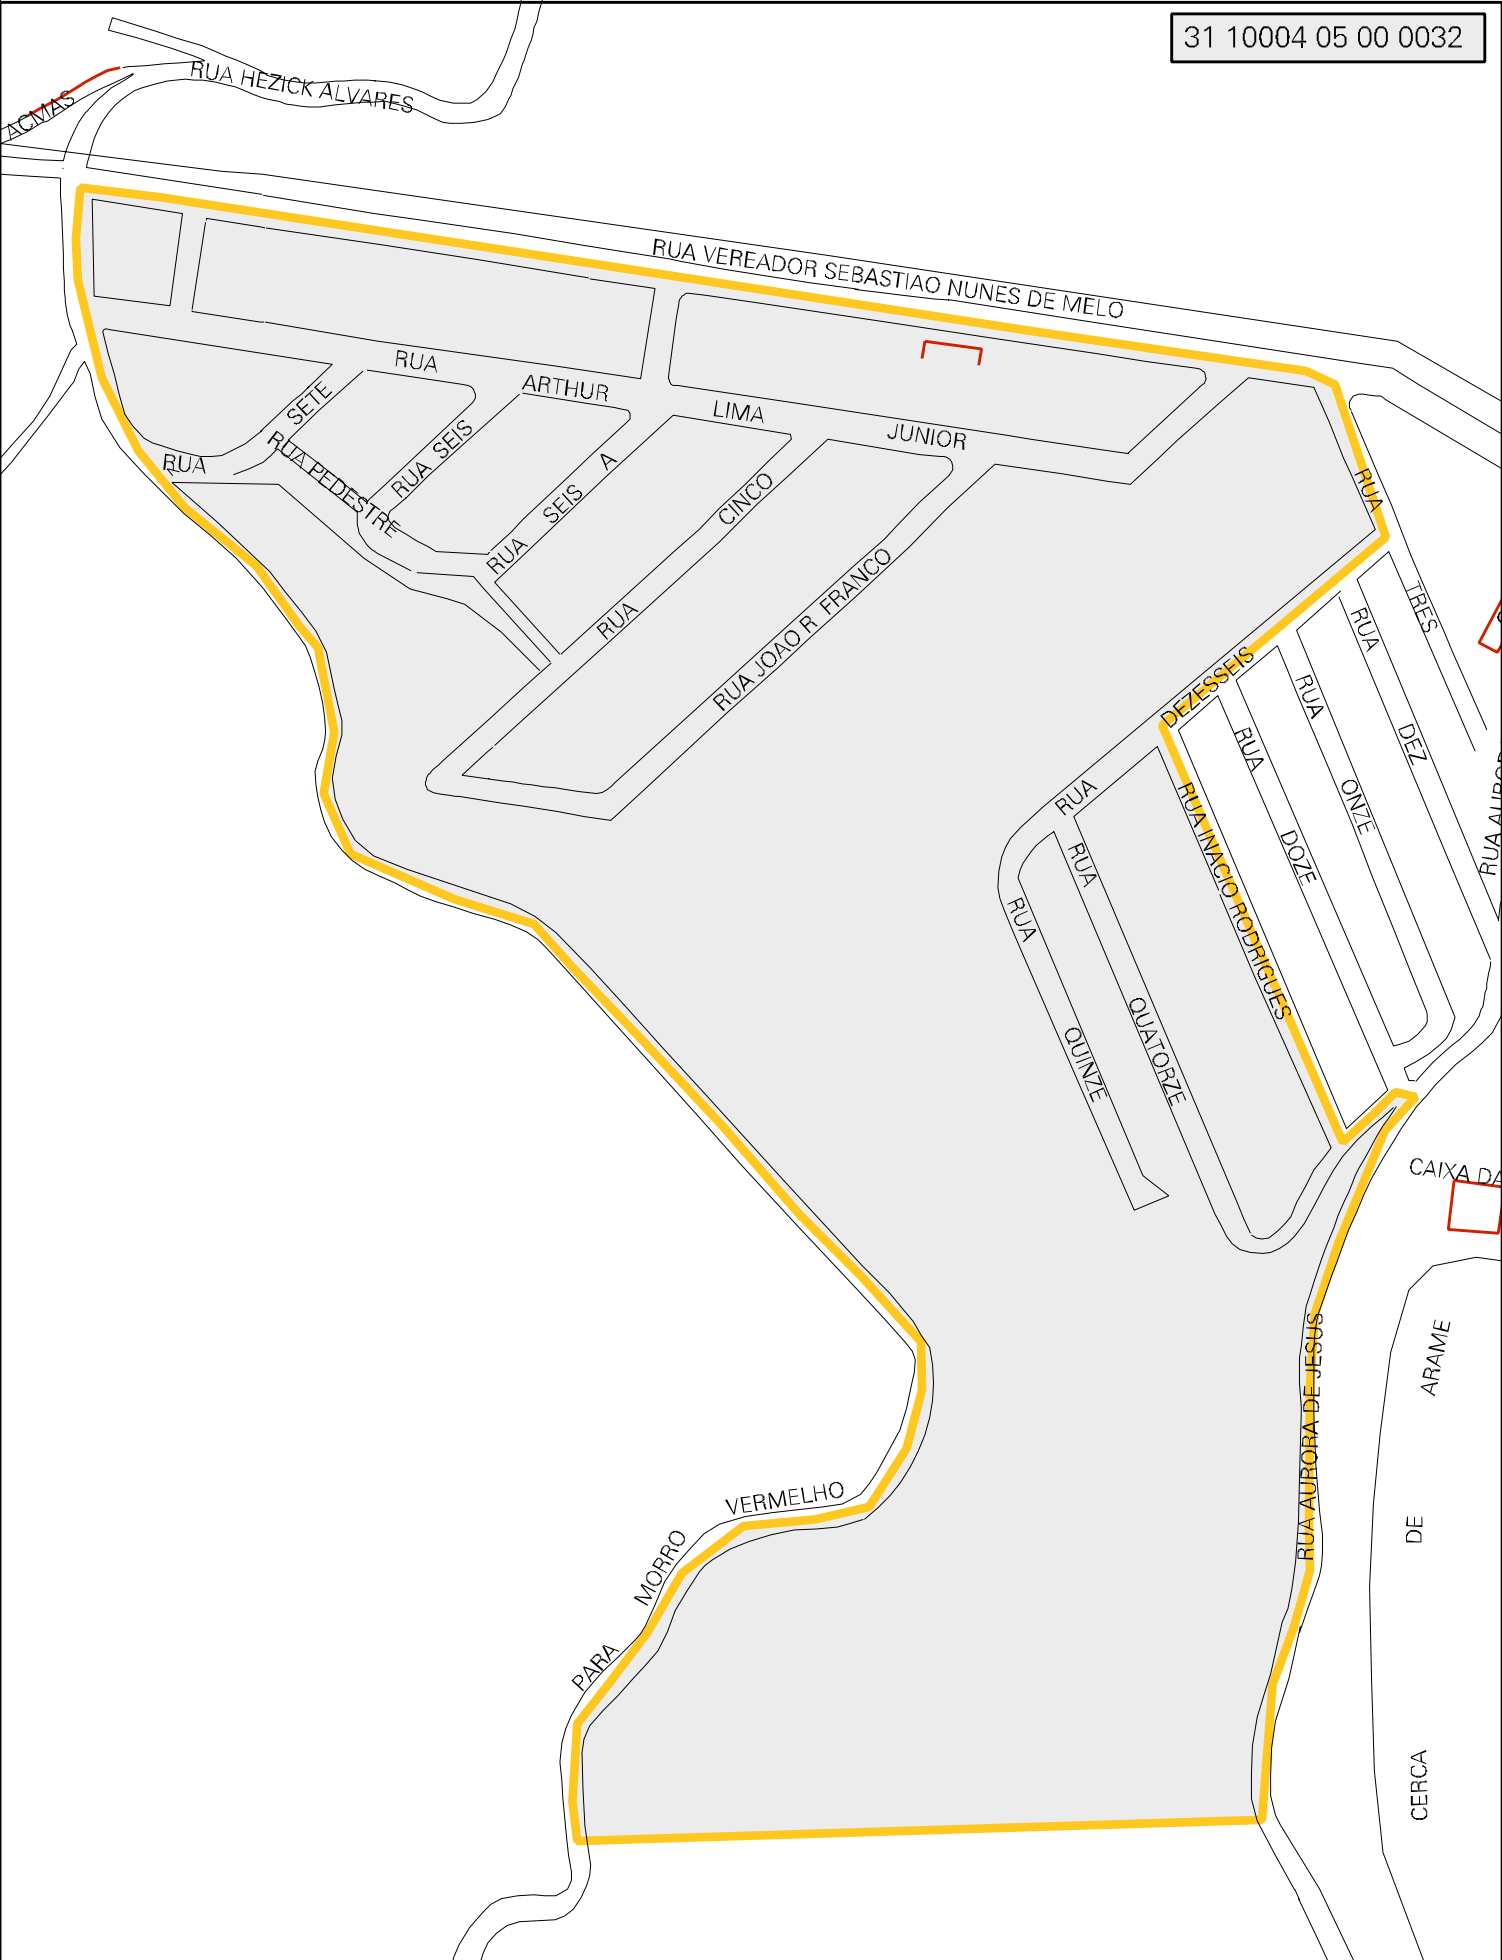 31 10004 05 00 0032
RUA HEZICK ALVARES
ACMAS
RUA VEREADOR SEBASTIAO NUNES DE MELO
RUA ARTHUR LIMA JUNIOR
SETE
RUA
RUA PEDESTRE
RUA SEIS
RUA SEIS A
RUA CINCO
RUA JOAO R FRANCO
RUA TRES
RUA DEZESSEIS
RUA DEZ
RUA ONZE
RUA DOZE
RUA INACIO RODRIGUES
RUA QUATORZE
RUA QUINZE
RUA AUROR
CAIXA DA
RUA AURORA DE JESUS
CERCA DE ARAME
PARA MORRO VERMELHO